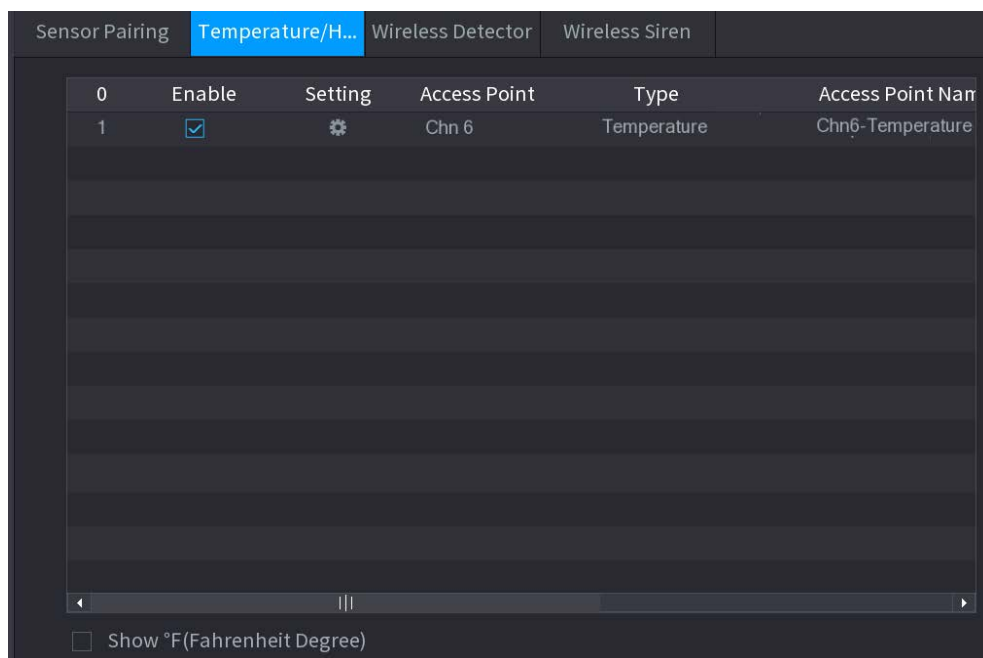 Sensor Pairing Temperature/H... Wireless Detector Wireless Siren
0 Enable Setting Access Point Type Access Point Nam
1 Chn 6 Temperature Chn6-Temperature
Show °F(Fahrenheit Degree)